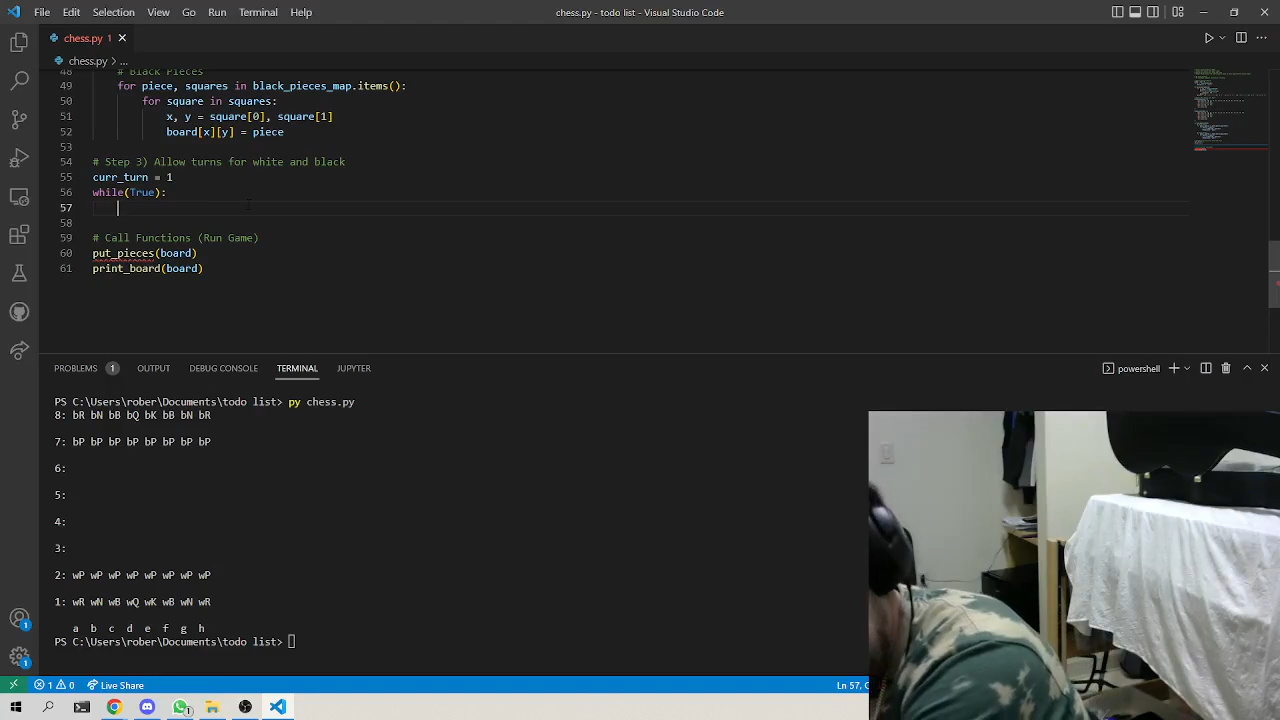 File Edit Selection View Go Run Terminal Help
chess.py - todo list - Visual Studio Code
chess.py 1
chess.py > ...
48 # Black Pieces
49 for piece, squares in black_pieces_map.items():
50 for square in squares:
51 x, y = square[0], square[1]
52 board[x][y] = piece
53
54 # Step 3) Allow turns for white and black
55 curr_turn = 1
56 while(True):
57
58
59 # Call Functions (Run Game)
60 put_pieces(board)
61 print_board(board)
PROBLEMS 1 OUTPUT DEBUG CONSOLE TERMINAL JUPYTER
powershell
PS C:\Users\rober\Documents\todo list> py chess.py
8: bR bN bB bQ bK bB bN bR
7: bP bP bP bP bP bP bP bP
6:
5:
4:
3:
2: wP wP wP wP wP wP wP wP
1: wR wN wB wQ wK wB wN wR
a b c d e f g h
PS C:\Users\rober\Documents\todo list>
1
1
1 0 Live Share
Ln 57, C
1